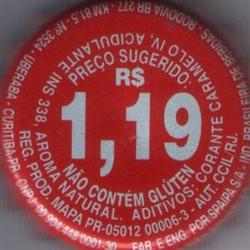 PREÇO SUGERIDO:
R$
1,19
NÃO CONTÉM GLÚTEN
ACIDULANTE INS 338, AROMA NATURAL. ADITIVOS: CORANTE CARAMELO IV,
REG. PROD. MAPA PR-05012 00006-3 - AUT. CCIL/RJ.
DE BEBIDAS - RODOVIA BR 277 - KM 81,5 - Nº 3524 - UBERABA - CURITIBA-PR - CNPJ
FAB. E ENG. POR SPAIPAS S/A - IND.